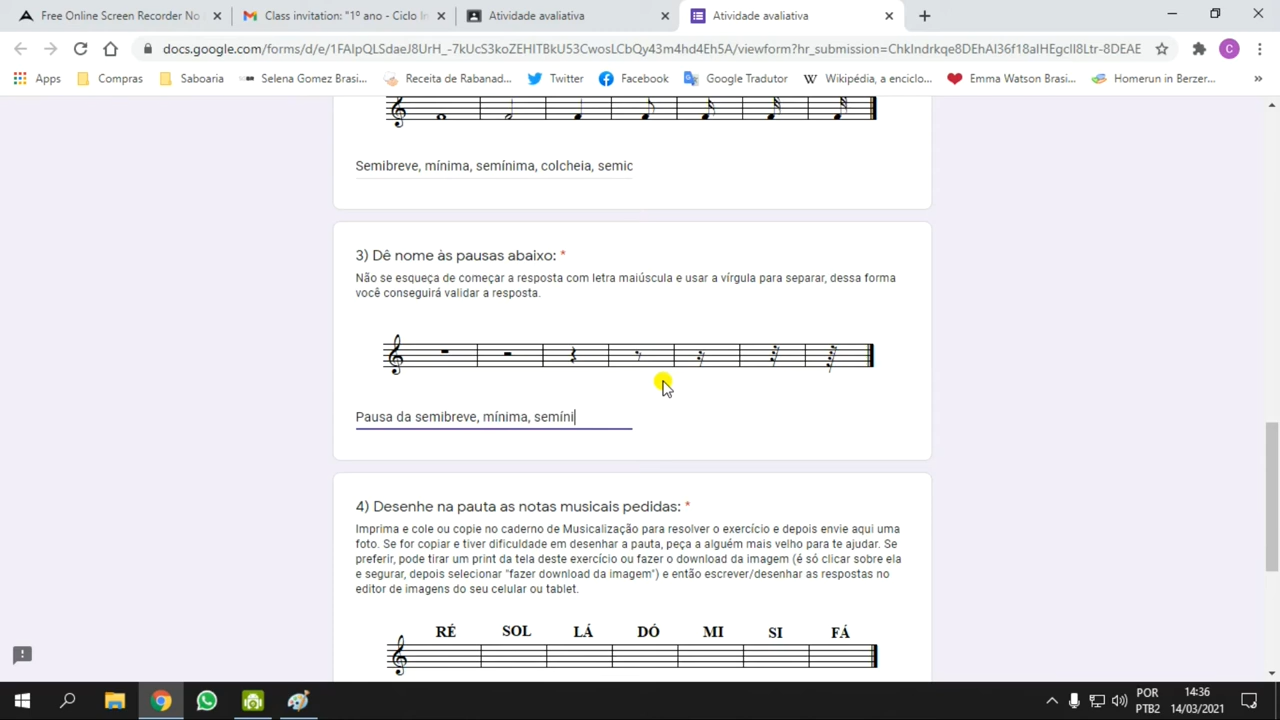 Free Online Screen Recorder No
Class invitation: "1º ano - Ciclo In
Atividade avaliativa
Atividade avaliativa
docs.google.com/forms/d/e/1FAIpQLSdaeJ8UrH_-7kUcS3koZEHITBkU53CwosLCbQy43m4hd4Eh5A/viewform?hr_submission=ChkIndrkqe8DEhAI36f18alHEgcIl8Ltr-8DEAE
Apps
Compras
Saboaria
Selena Gomez Brasi...
Receita de Rabanad...
Twitter
Facebook
Google Tradutor
Wikipédia, a enciclo...
Emma Watson Brasi...
Homerun in Berzer...
Semibreve, mínima, semínima, colcheia, semic
3) Dê nome às pausas abaixo: *
Não se esqueça de começar a resposta com letra maiúscula e usar a vírgula para separar, dessa forma
você conseguirá validar a resposta.
Pausa da semibreve, mínima, semíni
4) Desenhe na pauta as notas musicais pedidas: *
Imprima e cole ou copie no caderno de Musicalização para resolver o exercício e depois envie aqui uma
foto. Se for copiar e tiver dificuldade em desenhar a pauta, peça a alguém mais velho para te ajudar. Se
preferir, pode tirar um print da tela deste exercício ou fazer o download da imagem (é só clicar sobre ela
e segurar, depois selecionar "fazer download da imagem") e então escrever/desenhar as respostas no
editor de imagens do seu celular ou tablet.
RÉ SOL LÁ DÓ MI SI FÁ
POR 14:36
PTB2 14/03/2021